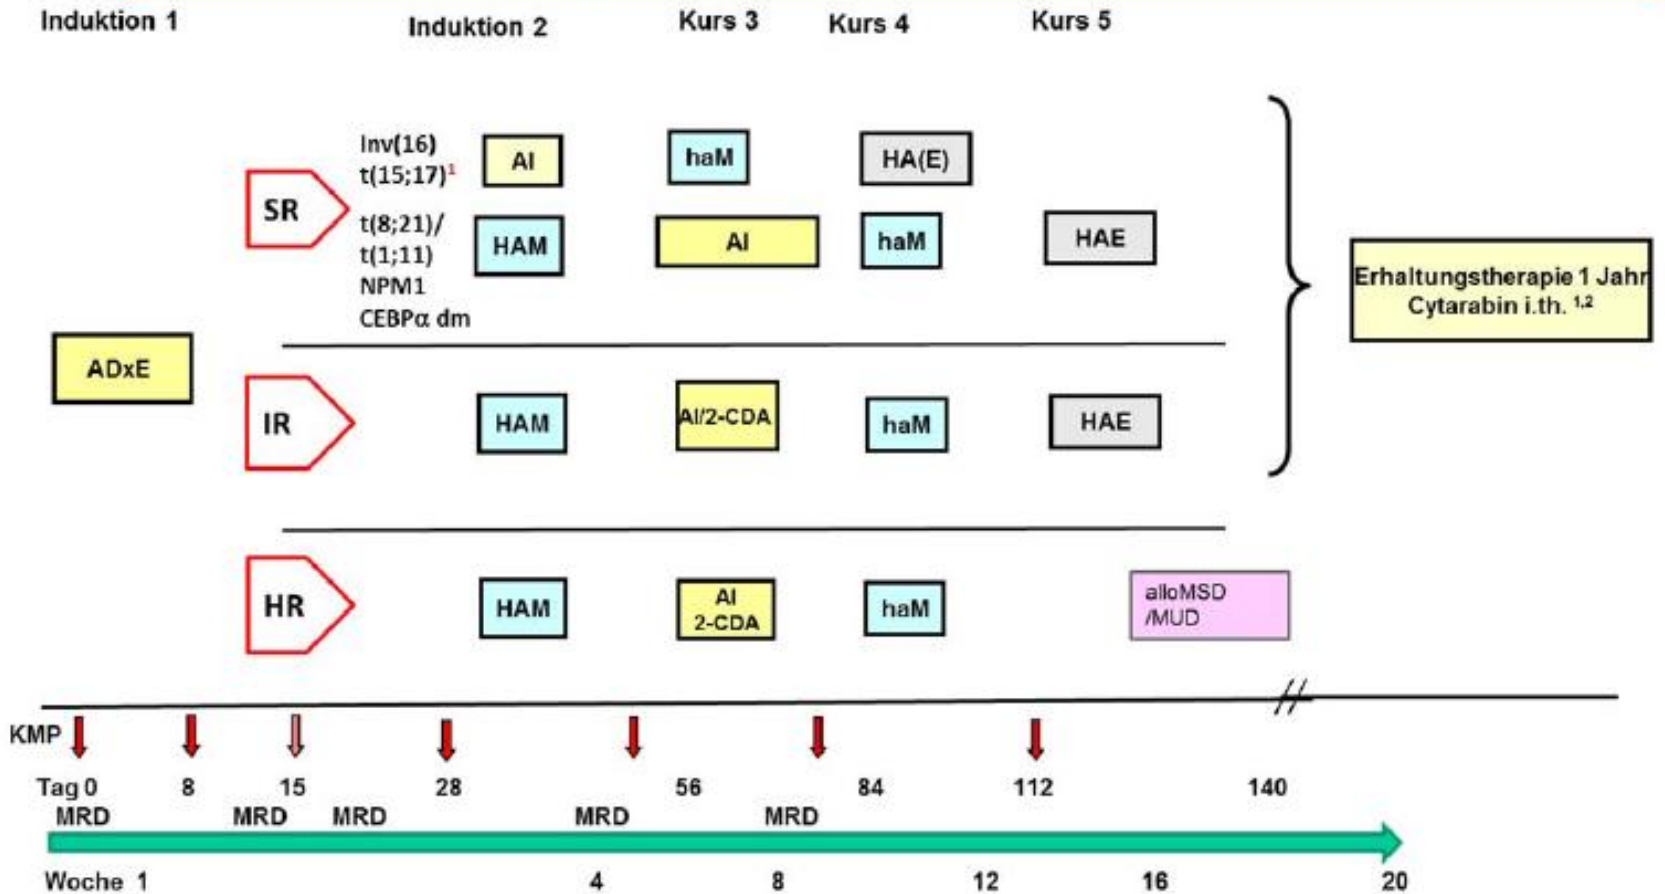 Induktion 1
Induktion 2
Kurs 3
Kurs 4
Kurs 5
SR
Inv(16)
t(15;17)¹
AI
haM
HA(E)
t(8;21)/
t(1;11)
NPM1
CEBPα dm
HAM
AI
haM
HAE
Erhaltungstherapie 1 Jahr
Cytarabin i.th. ¹,²
ADxE
IR
HAM
AI/2-CDA
haM
HAE
HR
HAM
AI
2-CDA
haM
alloMSD
/MUD
KMP
Tag 0 8 15 28 56 84 112 140
MRD MRD MRD MRD MRD
Woche 1 4 8 12 16 20